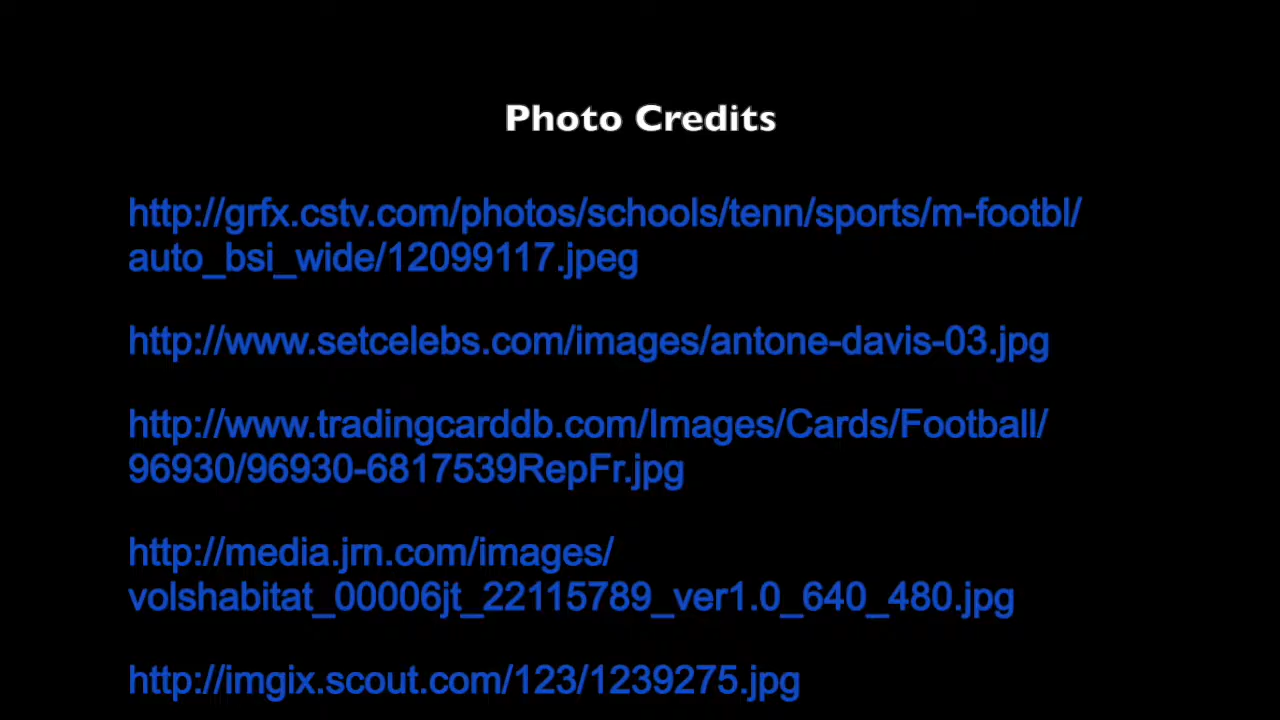 Photo Credits
http://grfx.cstv.com/photos/schools/tenn/sports/m-footbl/
auto_bsi_wide/12099117.jpeg
http://www.setcelebs.com/images/antone-davis-03.jpg
http://www.tradingcarddb.com/Images/Cards/Football/
96930/96930-6817539RepFr.jpg
http://media.jrn.com/images/
volshabitat_00006jt_22115789_ver1.0_640_480.jpg
http://imgix.scout.com/123/1239275.jpg